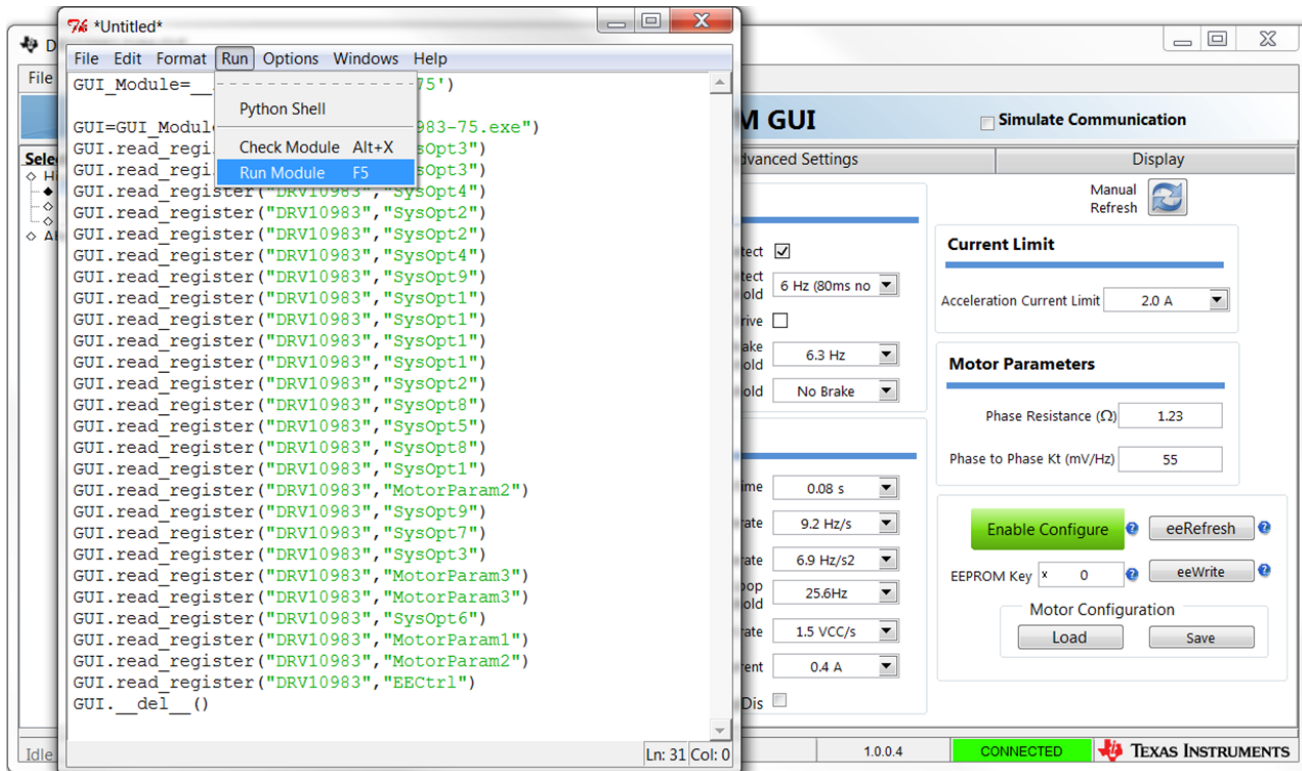 *Untitled*
File Edit Format Run Options Windows Help
GUI_Module=__ 75')
Python Shell
GUI=GUI_Modul 983-75.exe")
Check Module Alt+X
Run Module F5
GUI.read_regi SysOpt3")
GUI.read_regi SysOpt3")
GUI.read_register("DRV10983","SysOpt4")
GUI.read_register("DRV10983","SysOpt2")
GUI.read_register("DRV10983","SysOpt2")
GUI.read_register("DRV10983","SysOpt4")
GUI.read_register("DRV10983","SysOpt9")
GUI.read_register("DRV10983","SysOpt1")
GUI.read_register("DRV10983","SysOpt1")
GUI.read_register("DRV10983","SysOpt1")
GUI.read_register("DRV10983","SysOpt1")
GUI.read_register("DRV10983","SysOpt2")
GUI.read_register("DRV10983","SysOpt8")
GUI.read_register("DRV10983","SysOpt5")
GUI.read_register("DRV10983","SysOpt8")
GUI.read_register("DRV10983","SysOpt1")
GUI.read_register("DRV10983","MotorParam2")
GUI.read_register("DRV10983","SysOpt9")
GUI.read_register("DRV10983","SysOpt7")
GUI.read_register("DRV10983","SysOpt3")
GUI.read_register("DRV10983","MotorParam3")
GUI.read_register("DRV10983","MotorParam3")
GUI.read_register("DRV10983","SysOpt6")
GUI.read_register("DRV10983","MotorParam1")
GUI.read_register("DRV10983","MotorParam2")
GUI.read_register("DRV10983","EECtrl")
GUI.__del__()
Ln: 31 Col: 0
File
Sele
Idle
M GUI
Simulate Communication
dvanced Settings
Display
Manual
Refresh
tect
tect
old
6 Hz (80ms no
rive
ake
old
6.3 Hz
old
No Brake
ime
0.08 s
rate
9.2 Hz/s
rate
6.9 Hz/s2
oop
old
25.6Hz
rate
1.5 VCC/s
rent
0.4 A
Dis
Current Limit
Acceleration Current Limit 2.0 A
Motor Parameters
Phase Resistance (Ω) 1.23
Phase to Phase Kt (mV/Hz) 55
Enable Configure ? eeRefresh ?
EEPROM Key x 0 ? eeWrite ?
Motor Configuration
Load Save
1.0.0.4 CONNECTED TEXAS INSTRUMENTS